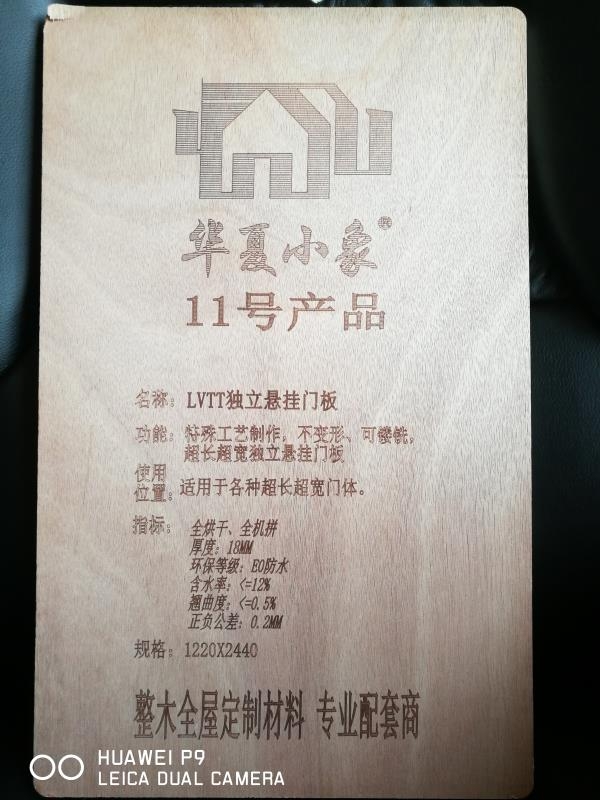 华夏小象®
11号产品
名称：LVTT独立悬挂门板
功能：特殊工艺制作，不变形、可镂铣，
超长超宽独立悬挂门板
使用
位置：适用于各种超长超宽门体。
指标：全烘干、全机拼
厚度：18MM
环保等级：E0防水
含水率：<=12%
翘曲度：<=0.5%
正负公差：0.2MM
规格：1220X2440
整木全屋定制材料 专业配套商
HUAWEI P9
LEICA DUAL CAMERA